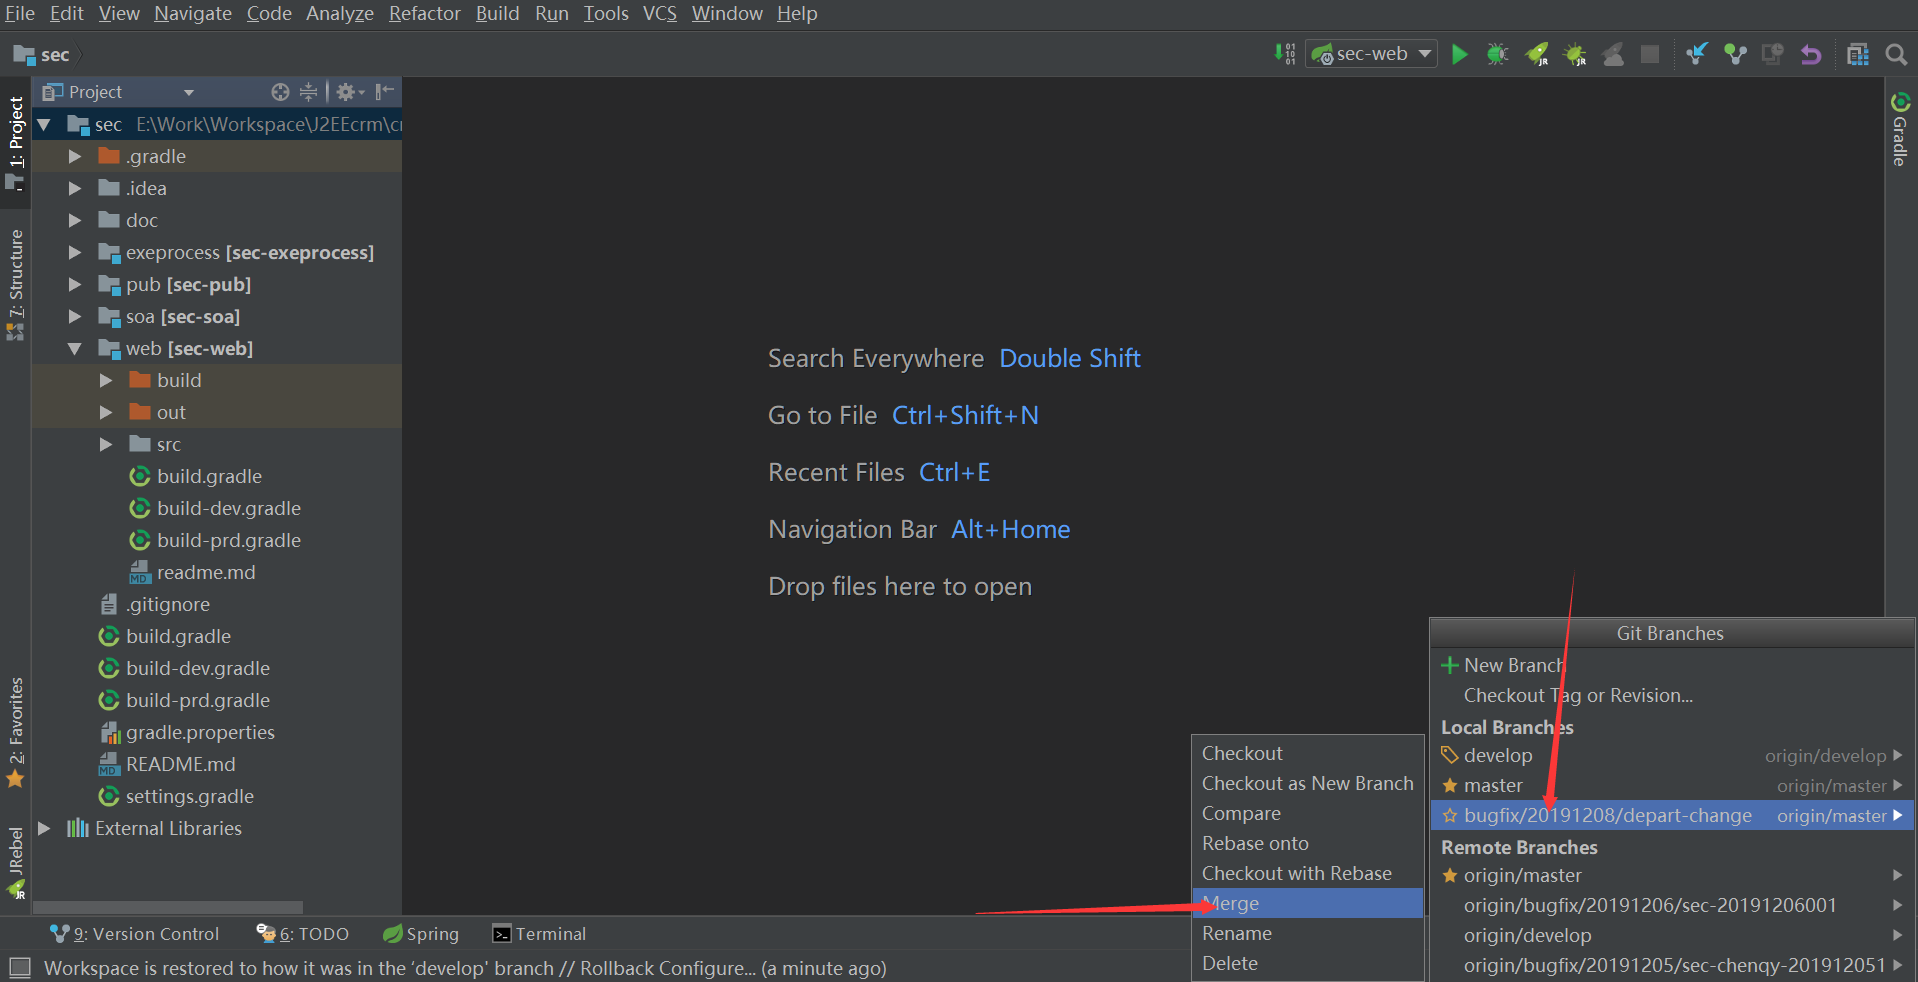 File Edit View Navigate Code Analyze Refactor Build Run Tools VCS Window Help
sec
sec-web
1: Project
7: Structure
2: Favorites
JRebel
Project
sec E:\Work\Workspace\J2EEcrm\cr
.gradle
.idea
doc
exeprocess [sec-exeprocess]
pub [sec-pub]
soa [sec-soa]
web [sec-web]
build
out
src
build.gradle
build-dev.gradle
build-prd.gradle
readme.md
.gitignore
build.gradle
build-dev.gradle
build-prd.gradle
gradle.properties
README.md
settings.gradle
External Libraries
Search Everywhere Double Shift
Go to File Ctrl+Shift+N
Recent Files Ctrl+E
Navigation Bar Alt+Home
Drop files here to open
Gradle
Git Branches
New Branch
Checkout Tag or Revision...
Local Branches
develop origin/develop
master origin/master
bugfix/20191208/depart-change origin/master
Remote Branches
origin/master
origin/bugfix/20191206/sec-20191206001
origin/develop
origin/bugfix/20191205/sec-chenqy-201912051
Checkout
Checkout as New Branch
Compare
Rebase onto
Checkout with Rebase
Merge
Rename
Delete
9: Version Control 6: TODO Spring Terminal
Workspace is restored to how it was in the 'develop' branch // Rollback Configure... (a minute ago)